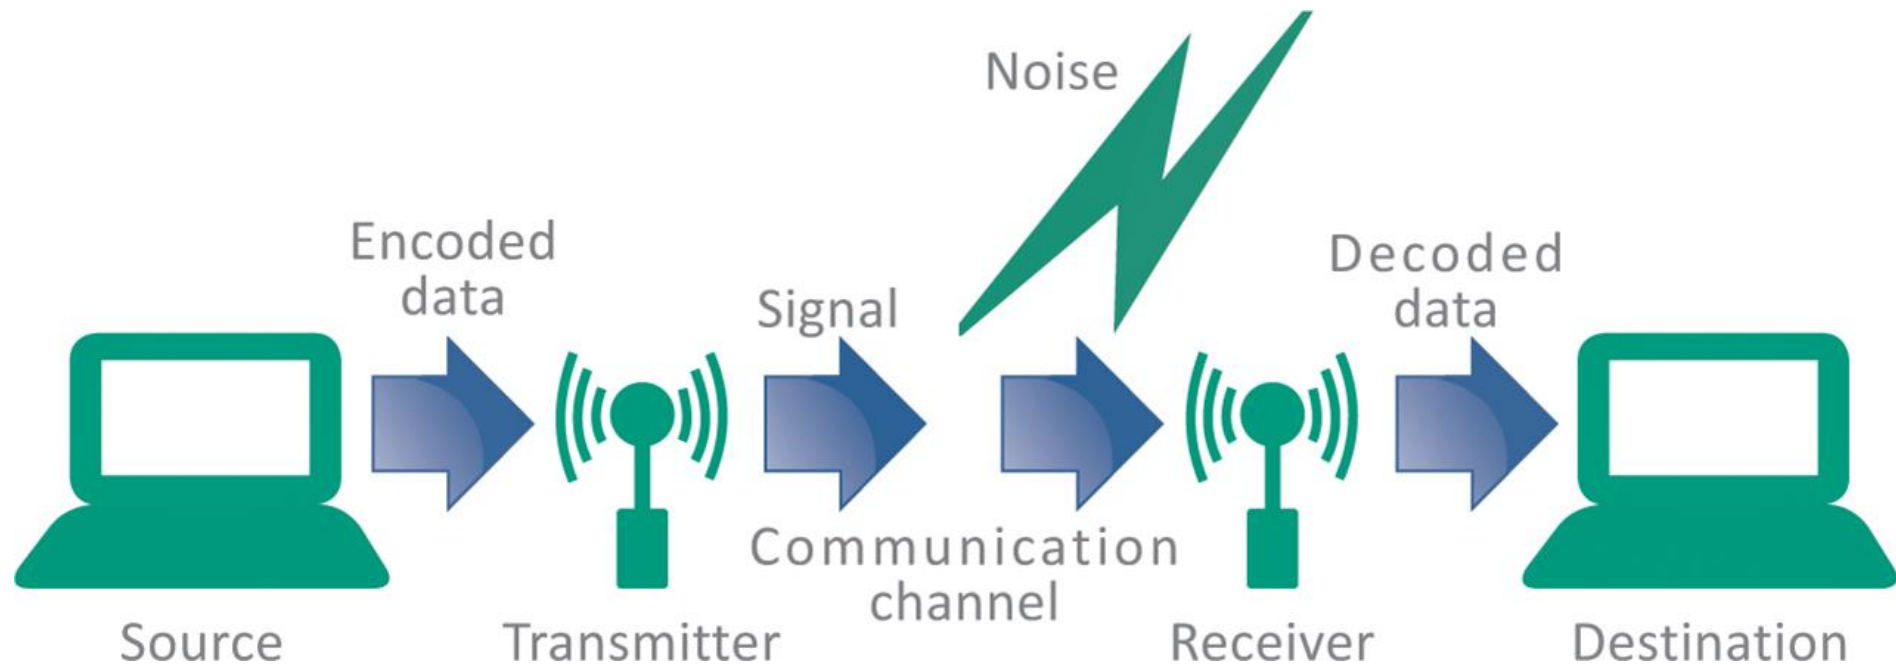 Noise
Encoded
data
Signal
Decoded
data
Communication
channel
Source
Transmitter
Receiver
Destination